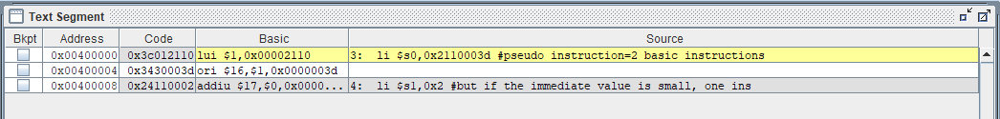 Text Segment
Bkpt Address Code Basic Source
0x00400000 0x3c012110 lui $1,0x00002110 3: li $s0,0x2110003d #pseudo instruction=2 basic instructions
0x00400004 0x3430003d ori $16,$1,0x0000003d
0x00400008 0x24110002 addiu $17,$0,0x0000... 4: li $s1,0x2 #but if the immediate value is small, one ins